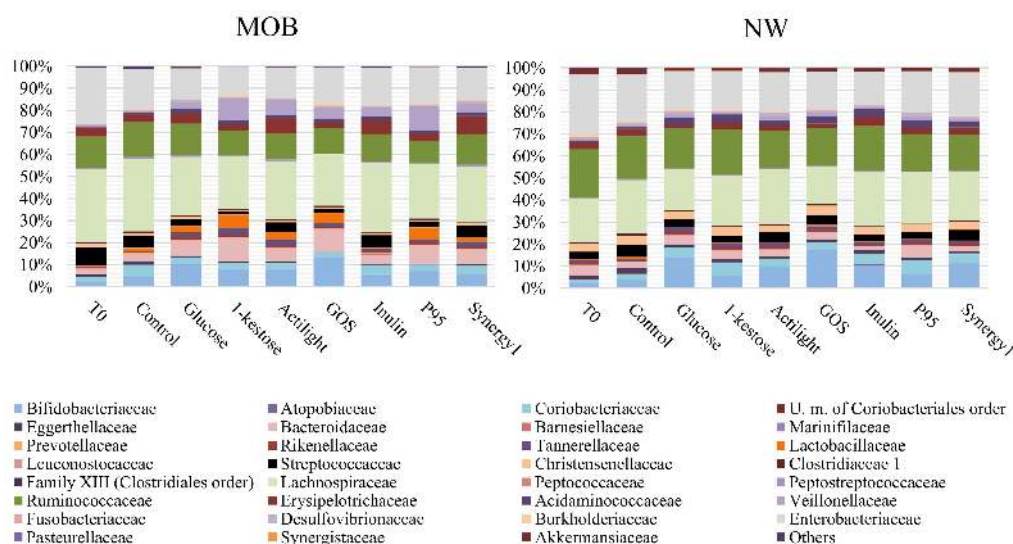 MOB
NW
100%
90%
80%
70%
60%
50%
40%
30%
20%
10%
0%
T0
Control
Glucose
1-kestose
Actilight
GOS
Inulin
P95
Synergy1
100%
90%
80%
70%
60%
50%
40%
30%
20%
10%
0%
T0
Control
Glucose
1-kestose
Actilight
GOS
Inulin
P95
Synergy1
Bifidobacteriaceae Atopobiaceae Coriobacteriaceae U. m. of Coriobacteriales order
Eggerthellaceae Bacteroidaceae Barnesiellaceae Marinifilaceae
Prevotellaceae Rikenellaceae Tannerellaceae Lactobacillaceae
Leuconostocaceae Streptococcaceae Christensenellaceae Clostridiaceae 1
Family XIII (Clostridiales order) Lachnospiraceae Peptococcaceae Peptostreptococcaceae
Ruminococcaceae Erysipelotrichaceae Acidaminococcaceae Veillonellaceae
Fusobacteriaceae Desulfovibrionaceae Burkholderiaceae Enterobacteriaceae
Pasteurellaceae Synergistaceae Akkermansiaceae Others